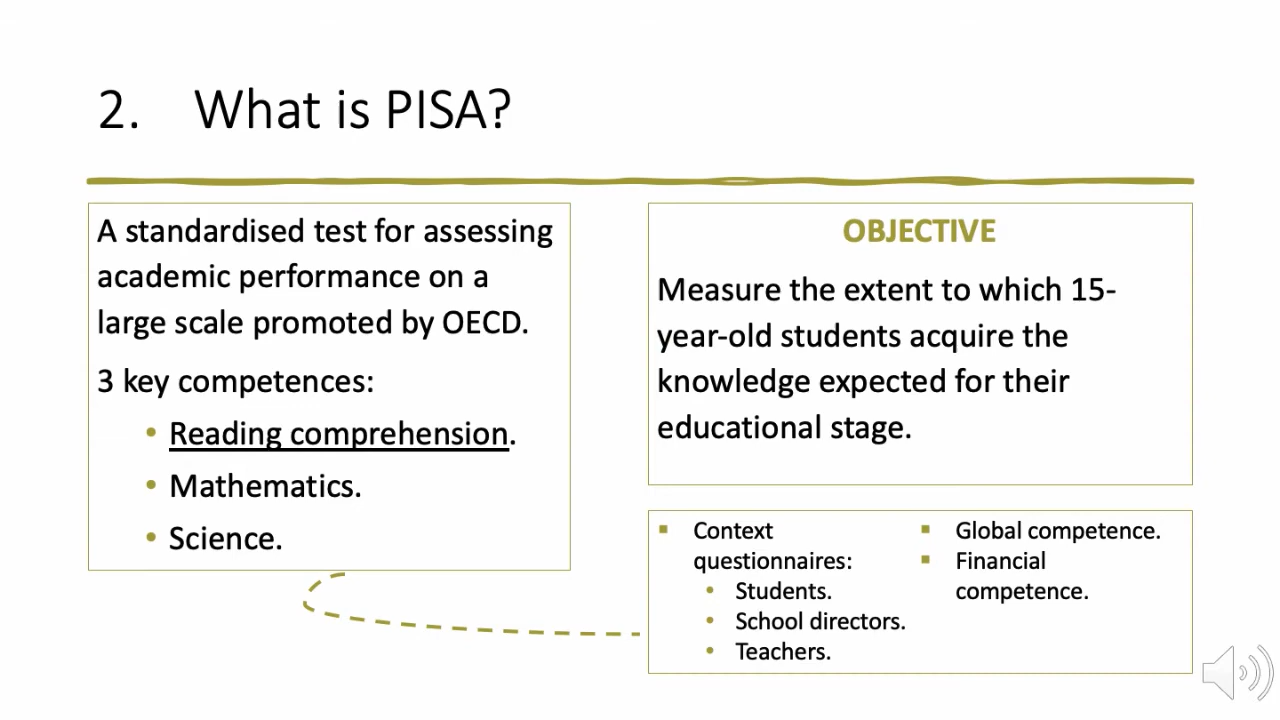 2. What is PISA?
A standardised test for assessing
academic performance on a
large scale promoted by OECD.
3 key competences:
• Reading comprehension.
• Mathematics.
• Science.
OBJECTIVE
Measure the extent to which 15-
year-old students acquire the
knowledge expected for their
educational stage.
▪ Context
questionnaires:
• Students.
• School directors.
• Teachers.
▪ Global competence.
▪ Financial
competence.